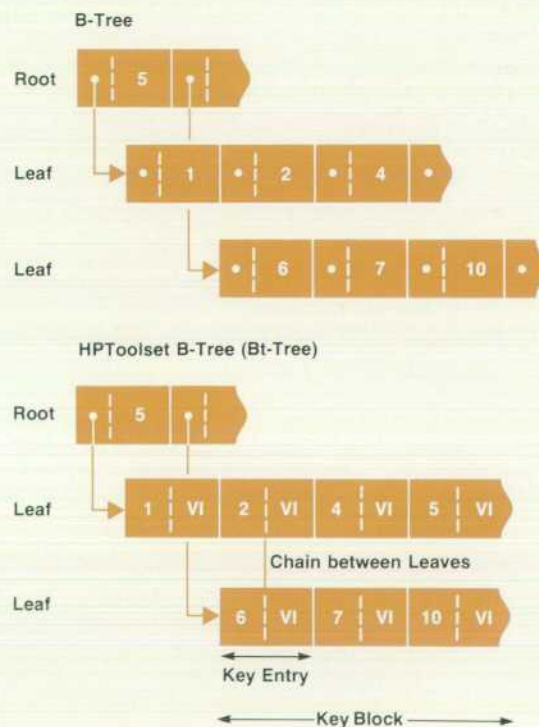 B-Tree
Root 5
Leaf 1 2 4
Leaf 6 7 10
HPToolset B-Tree (Bt-Tree)
Root 5
Leaf 1 VI 2 VI 4 VI 5 VI
Chain between Leaves
Leaf 6 VI 7 VI 10 VI
Key Entry
Key Block